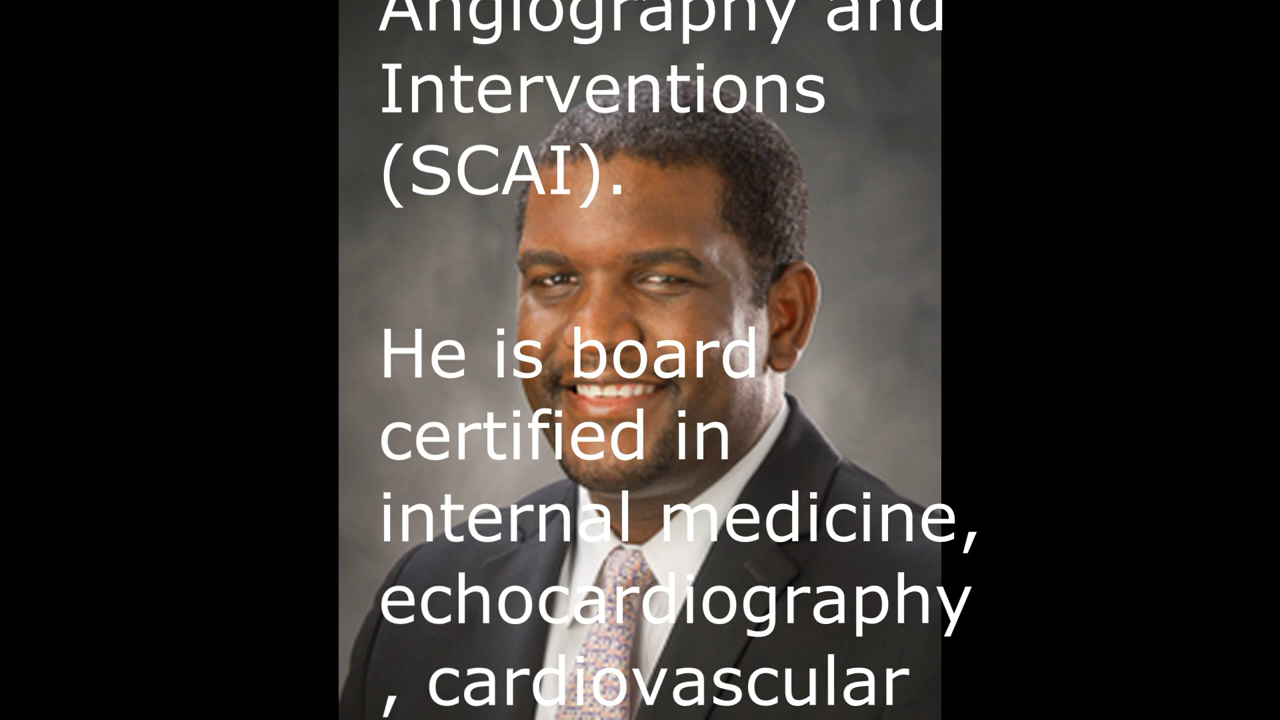 Angiography and
Interventions
(SCAI).
He is board
certified in
internal medicine,
echocardiography
, cardiovascular